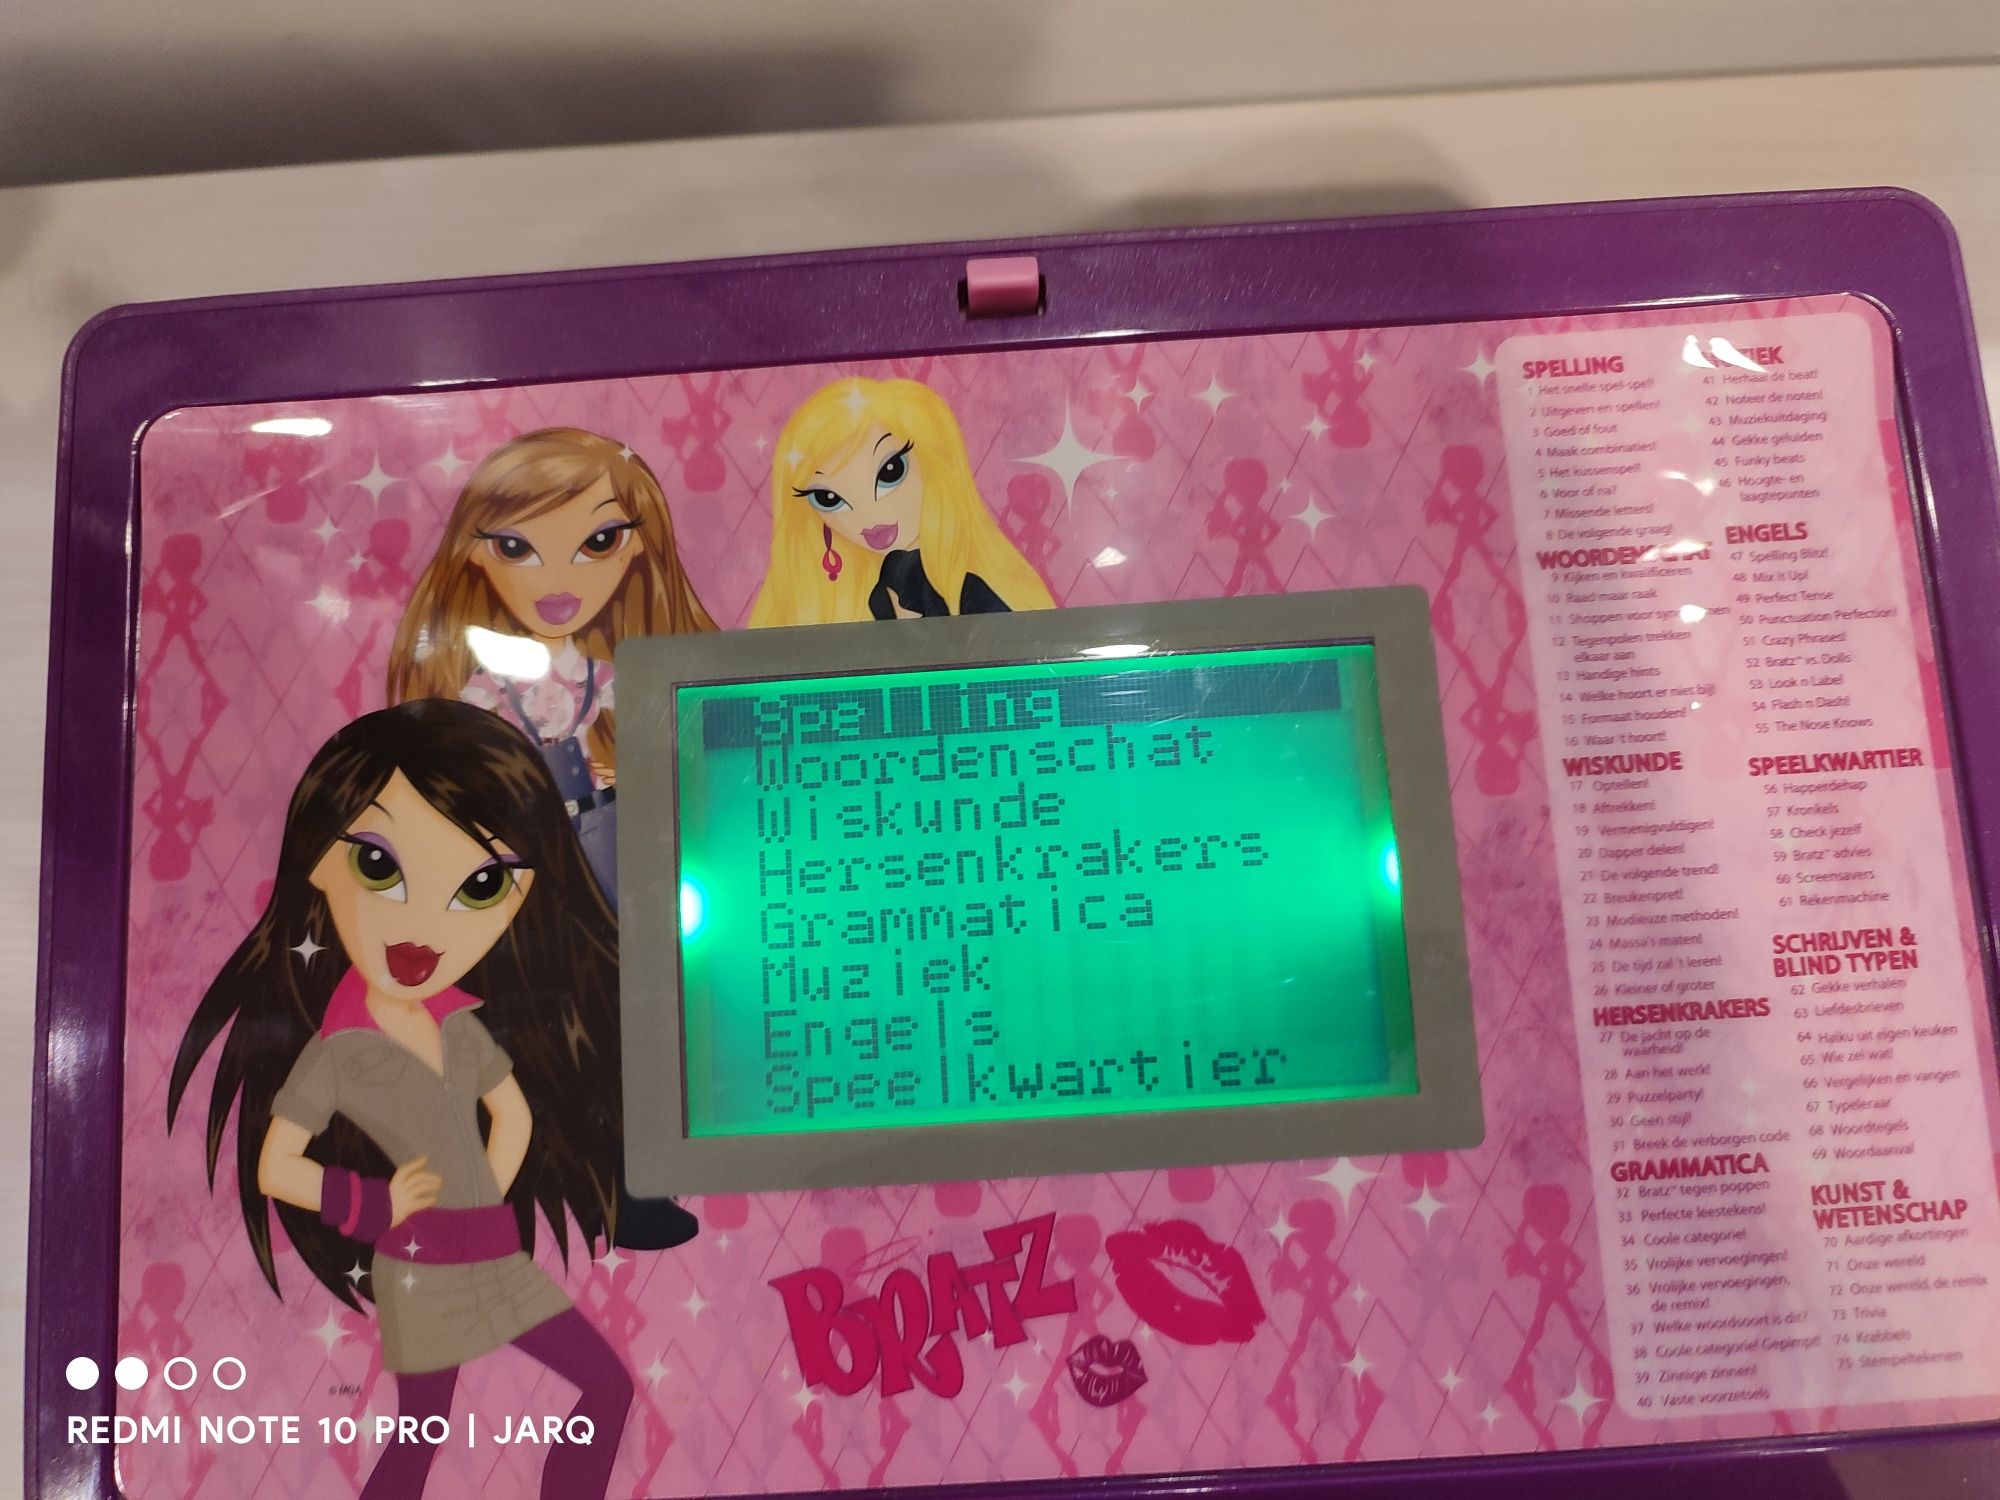 Spelling
Woordenschat
Wiskunde
Hersenkrakers
Grammatica
Muziek
Engels
Speelkwartier
BRATZ
© MGA
SPELLING
1 Het snelle spel-spel!
2 Uitgeven en spellen!
3 Goed of fout
4 Maak combinaties!
5 Het kussenspel!
6 Voor of na?
7 Missende letters!
8 De volgende graag!
WOORDENSCHAT
9 Kijken en kwalificeren
10 Raad maar raak
11 Shoppen voor
12 Tegenpolen trekken
elkaar aan
13 Handige hints
14 Welke hoort er niet bij!
15 Formaat houden!
16 Waar 't hoort!
WISKUNDE
17 Optellen!
18 Aftrekken!
19 Vermenigvuldigen!
20 Dapper delen!
21 De volgende trend!
22 Breukenpret!
23 Modieuze methoden!
24 Massa's maten!
25 De tijd zal 't leren!
26 Kleiner of groter
HERSENKRAKERS
27 De jacht op de
waarheid!
28 Aan het werk!
29 Puzzelparty!
30 Geen stijl!
31 Breek de verborgen code
GRAMMATICA
32 Bratz™ tegen poppen
33 Perfecte leestekens!
34 Coole categorie!
35 Vrolijke vervoegingen!
36 Vrolijke vervoegingen,
de remix!
37 Welke woordsoort is dit?
38 Coole categorie! Gepimpt!
39 Zinnige zinnen!
40 Vaste voorzetsels
41 Herhaal de beat!
42 Noteer de noten!
43 Muziekuitdaging
44 Gekke geluiden
45 Funky beats
46 Hoogte- en
laagtepunten
ENGELS
47 Spelling Blitz!
48 Mix It Up!
49 Perfect Tense
50 Punctuation Perfection!
51 Crazy Phrases!
52 Bratz™ vs. Dolls
53 Look n Label
54 Flash n Dash!
55 The Nose Knows
SPEELKWARTIER
56 Happerdehap
57 Kronkels
58 Check jezelf
59 Bratz™ advies
60 Screensavers
61 Rekenmachine
SCHRIJVEN &
BLIND TYPEN
62 Gekke verhalen
63 Liefdesbrieven
64 Haiku uit eigen keuken
65 Wie zei wat!
66 Vergelijken en vangen
67 Typeleraar
68 Woordtegels
69 Woordaanval
KUNST &
WETENSCHAP
70 Aardige afkortingen
71 Onze wereld
72 Onze wereld, de remix
73 Trivia
74 Krabbels
75 Stempeltekenen
REDMI NOTE 10 PRO | JARQ